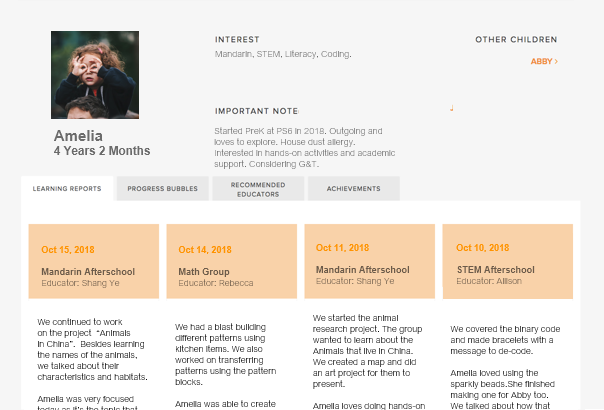 INTEREST
Mandarin, STEM, Literacy, Coding.
OTHER CHILDREN
ABBY >
IMPORTANT NOTE
Started PreK at PS6 in 2018. Outgoing and
loves to explore. House dust allergy.
Interested in hands-on activities and academic
support. Considering G&T.
Amelia
4 Years 2 Months
LEARNING REPORTS
PROGRESS BUBBLES
RECOMMENDED
EDUCATORS
ACHIEVEMENTS
Oct 15, 2018
Mandarin Afterschool
Educator: Shang Ye
We continued to work
on the project “Animals
in China”. Besides learning
the names of the animals,
we talked about their
characteristics and habitats.
Amelia was very focused
today as it's the topic that
Oct 14, 2018
Math Group
Educator: Rebecca
We had a blast building
different patterns using
kitchen items. We also
worked on transferring
patterns using the pattern
blocks.
Amelia was able to create
Oct 11, 2018
Mandarin Afterschool
Educator: Shang Ye
We started the animal
research project. The group
wanted to learn about the
Animals that live in China.
We created a map and did
an art project for them to
present.
Amelia loves doing hands-on
Oct 10, 2018
STEM Afterschool
Educator: Allison
We covered the binary code
and made bracelets with a
message to de-code.
Amelia loved using the
sparkly beads.She finished
making one for Abby too.
We talked about how that